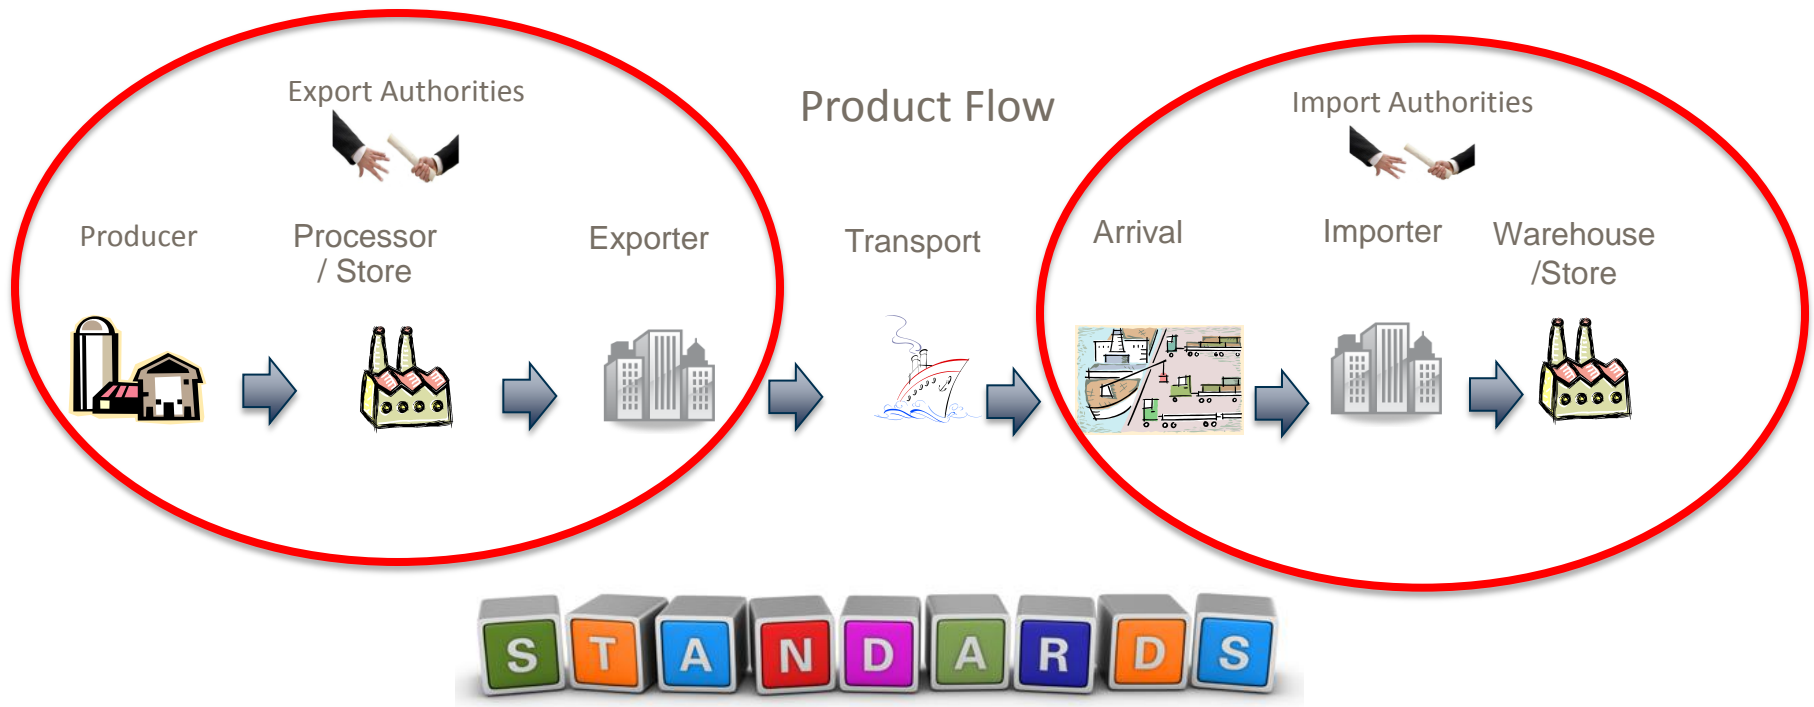 Export Authorities
Product Flow
Import Authorities
Producer
Processor
/ Store
Exporter
Transport
Arrival
Importer
Warehouse
/Store
STANDARDS